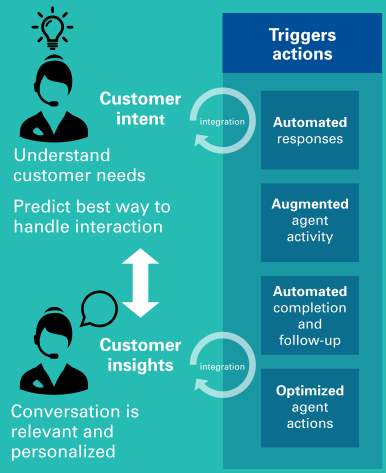 Customer
intent
Understand
customer needs
Predict best way to
handle interaction
Customer
insights
Conversation is
relevant and
personalized
integration
integration
Triggers
actions
Automated
responses
Augmented
agent
activity
Automated
completion
and
follow-up
Optimized
agent
actions